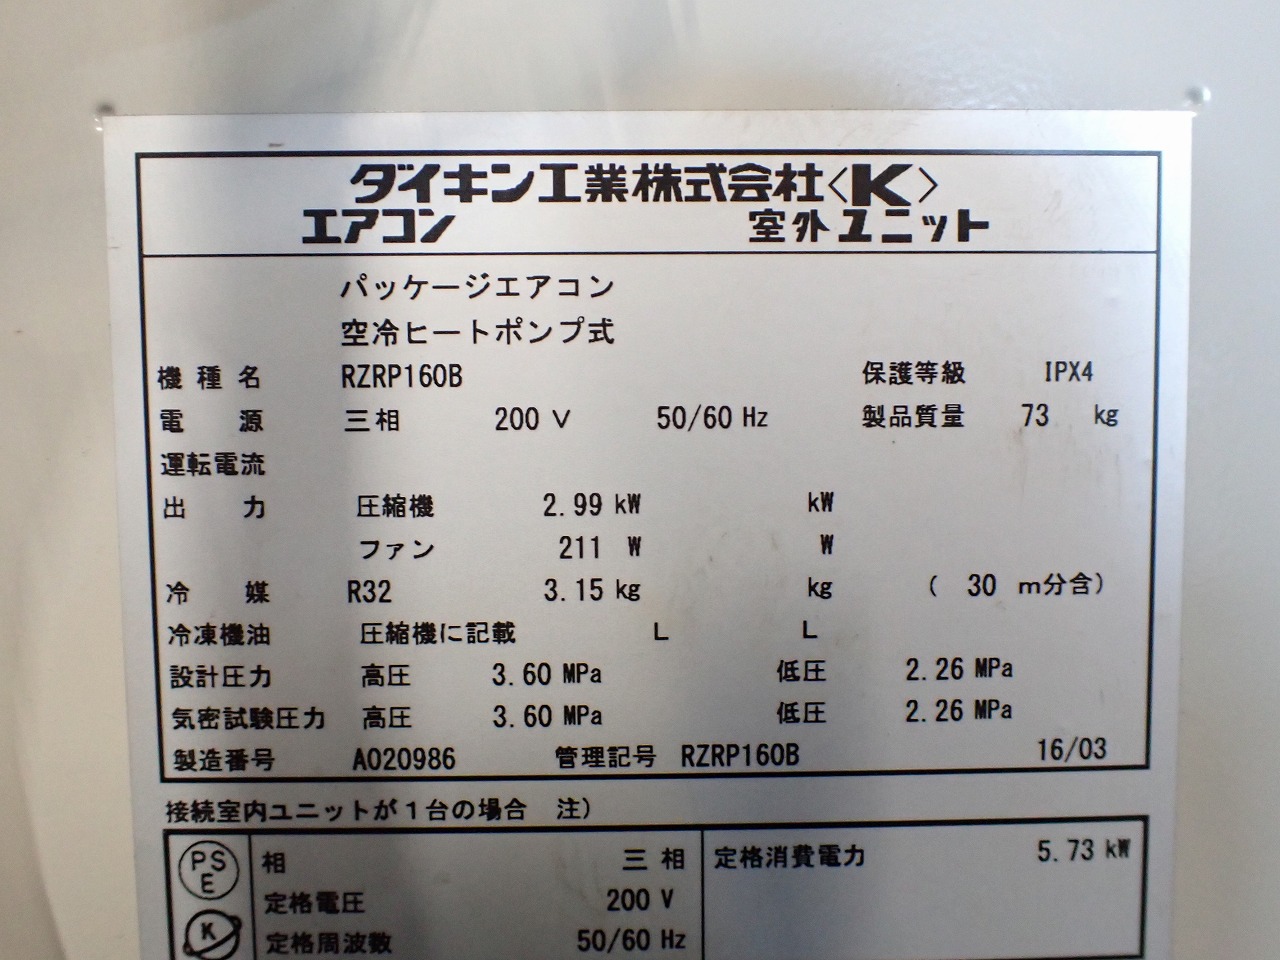 ダイキン工業株式会社〈K〉
エアコン 室外ユニット
パッケージエアコン
空冷ヒートポンプ式
機種名 RZRP160B 保護等級 IPX4
電源 三相 200 V 50/60 Hz 製品質量 73 kg
運転電流
出力 圧縮機 2.99 kW kW
ファン 211 W W
冷媒 R32 3.15 kg kg ( 30 m分含)
冷凍機油 圧縮機に記載 L L
設計圧力 高圧 3.60 MPa 低圧 2.26 MPa
気密試験圧力 高圧 3.60 MPa 低圧 2.26 MPa
製造番号 A020986 管理記号 RZRP160B 16/03
接続室内ユニットが1台の場合 注)
PS E 相 三相 定格消費電力 5.73 kW
定格電圧 200 V
K 定格周波数 50/60 Hz